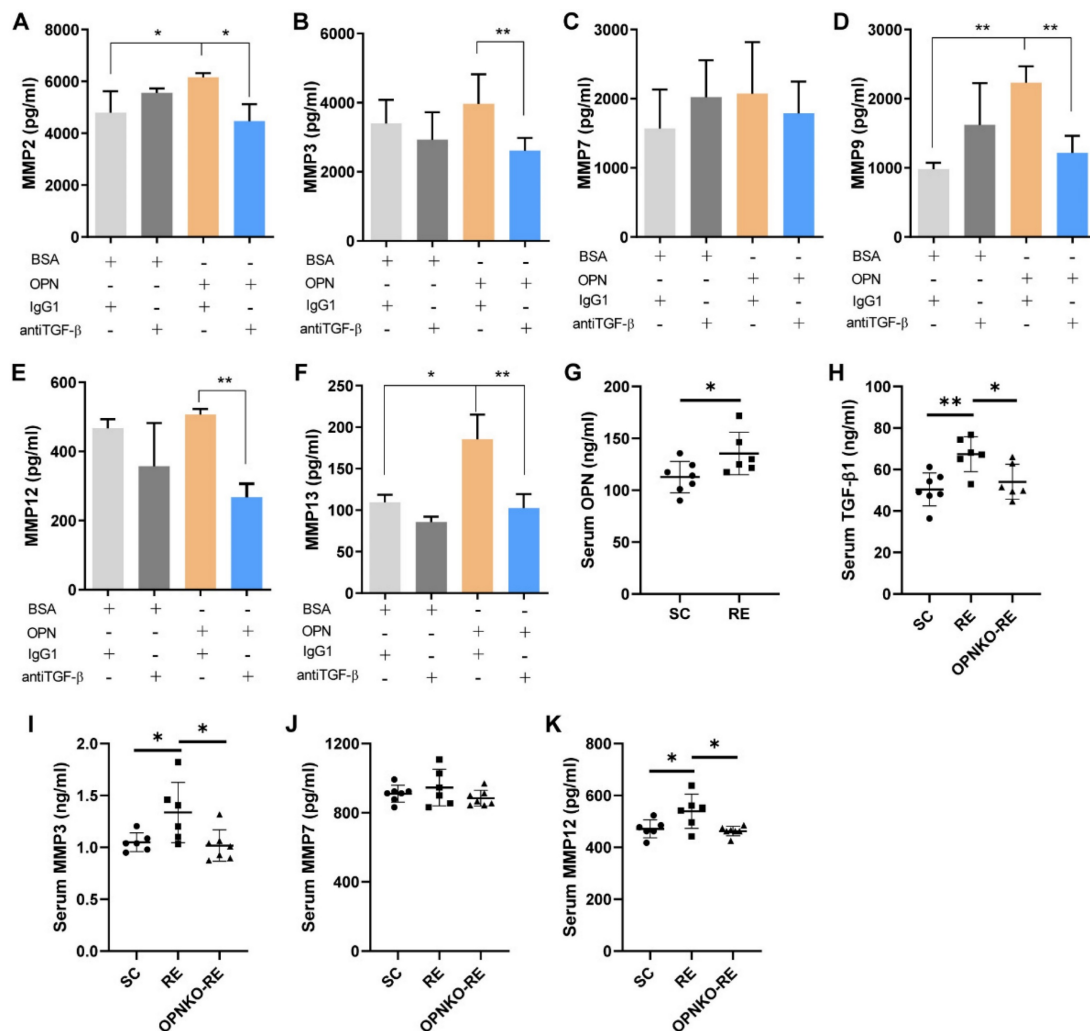 A
B
C
D
MMP2 (pg/ml)
8000
6000
4000
2000
0
*
*
MMP3 (pg/ml)
6000
4000
2000
0
**
MMP7 (pg/ml)
3000
2000
1000
0
MMP9 (pg/ml)
3000
2000
1000
0
**
**
BSA + + - -
OPN - - + +
IgG1 + - + -
antiTGF-β - + - +
BSA + + - -
OPN - - + +
IgG1 + - + -
antiTGF-β - + - +
BSA + + - -
OPN - - + +
IgG1 + - + -
antiTGF-β - + - +
BSA + + - -
OPN - - + +
IgG1 + - + -
antiTGF-β - + - +
E
F
G
H
MMP12 (pg/ml)
600
400
200
0
**
MMP13 (pg/ml)
250
200
150
100
50
0
*
**
Serum OPN (ng/ml)
200
150
100
50
0
*
SC RE
Serum TGF-β1 (ng/ml)
100
80
60
40
20
0
**
*
SC RE OPNKO-RE
BSA + + - -
OPN - - + +
IgG1 + - + -
antiTGF-β - + - +
BSA + + - -
OPN - - + +
IgG1 + - + -
antiTGF-β - + - +
I
J
K
Serum MMP3 (ng/ml)
2.0
1.5
1.0
0.5
0.0
*
*
SC RE OPNKO-RE
Serum MMP7 (pg/ml)
1200
900
600
300
0
SC RE OPNKO-RE
Serum MMP12 (pg/ml)
800
600
400
200
0
*
*
SC RE OPNKO-RE